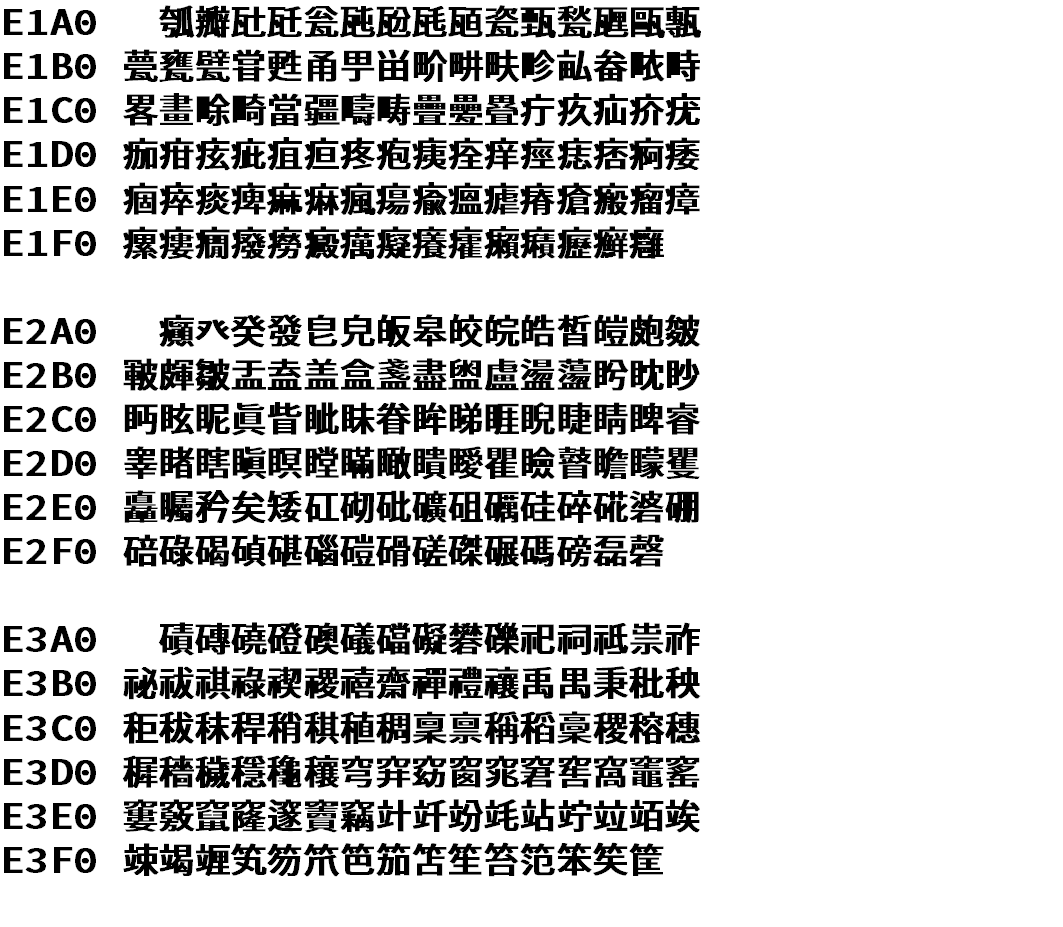 E1A0 瓠瓣瓧瓩瓮瓲瓰瓱瓸瓷甄甃甅甌甎
E1B0 甍甕甓甞甦甬甼畄畍畊畉畛畆畚畩畤
E1C0 畧畫畭畸當疆疇畴疊疉疂疔疚疝疥疣
E1D0 痂疳痃疵疽疸疼疱痍痊痒痙痣痞痾痿
E1E0 痼瘁痰痺痲痳瘋瘍瘉瘟瘧瘠瘡瘢瘤瘴
E1F0 瘰瘻癇癈癆癜癘癡癢癨癩癪癧癬癰
E2A0 癲癶癸發皀皃皈皋皎皖皓皙皚皰皴
E2B0 皸皹皺盂盍盖盒盞盡盥盧盪蘯盻眈眇
E2C0 眄眩眤眞眥眦眛眷眸睇睚睨睫睛睥睿
E2D0 睾睹瞎瞋瞑瞠瞞瞰瞶瞹瞿瞼瞽瞻矇矍
E2E0 矗矚矜矣矮矼砌砒礦砠礪硅碎硴碆硼
E2F0 碚碌碣碵碪碯磑磆磋磔碾碼磅磊磬
E3A0 磧磚磽磴礇礒礑礙礬礫祀祠祗祟祚
E3B0 祕祓祺祿禊禝禧齋禪禮禳禹禺秉秕秧
E3C0 秬秡秣稈稍稘稙稠稟禀稱稻稾稷穃穗
E3D0 穉穡穢穩龝穰穹穽窈窗窕窘窖窩竈窰
E3E0 窶竅竄窿邃竇竊竍竏竕竓站竚竝竡竢
E3F0 竦竭竰笂笏笊笆笳笘笙笞笵笨笶筐